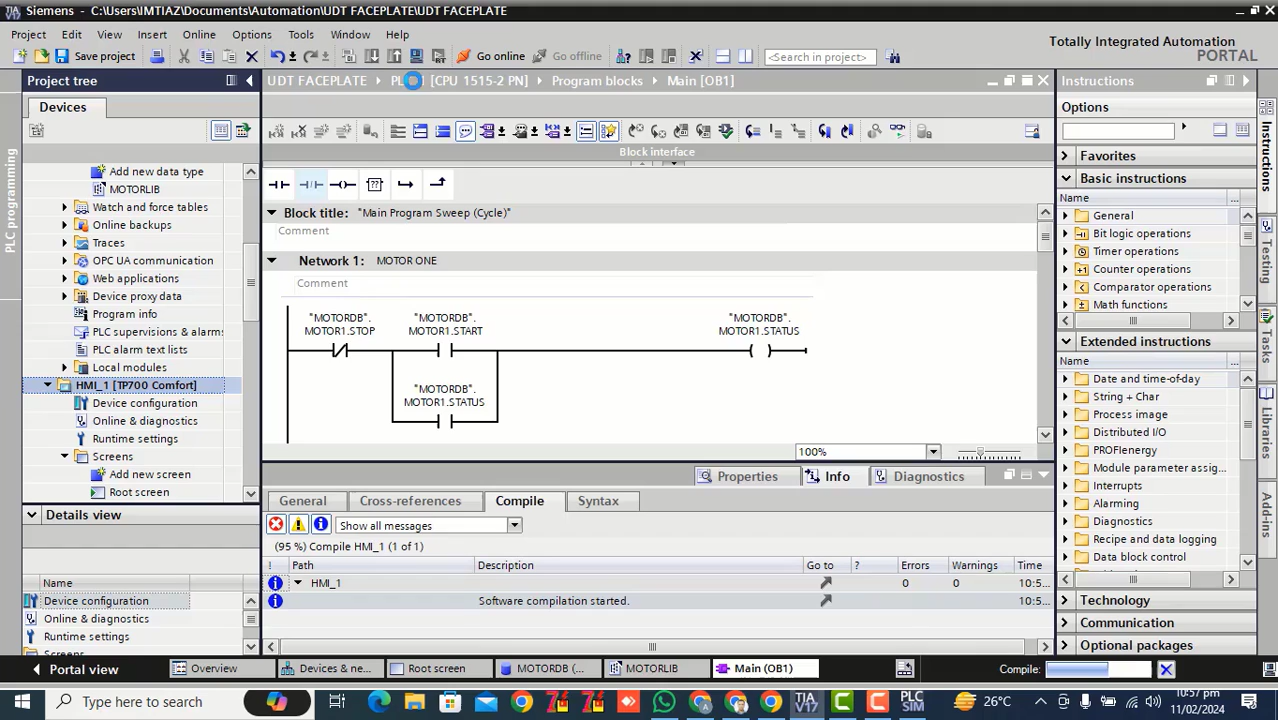 Siemens - C:\Users\IMTIAZ\Documents\Automation\UDT FACEPLATE\UDT FACEPLATE
Project Edit View Insert Online Options Tools Window Help
Totally Integrated Automation
PORTAL
Save project
Go online
Go offline
<Search in project>
Project tree
UDT FACEPLATE [CPU 1515-2 PN] Program blocks Main [OB1]
Instructions
Devices
Options
PLC programming
Block interface
Add new data type
MOTORLIB
Watch and force tables
Online backups
Traces
OPC UA communication
Web applications
Device proxy data
Program info
PLC supervisions & alarms
PLC alarm text lists
Local modules
HMI_1 [TP700 Comfort]
Device configuration
Online & diagnostics
Runtime settings
Screens
Add new screen
Root screen
Block title: "Main Program Sweep (Cycle)"
Comment
Network 1: MOTOR ONE
Comment
"MOTORDB".
MOTOR1.STOP
"MOTORDB".
MOTOR1.START
"MOTORDB".
MOTOR1.STATUS
"MOTORDB".
MOTOR1.STATUS
100%
Favorites
Basic instructions
Name
General
Bit logic operations
Timer operations
Counter operations
Comparator operations
Math functions
Extended instructions
Name
Date and time-of-day
String + Char
Process image
Distributed I/O
PROFIenergy
Module parameter assig...
Interrupts
Alarming
Diagnostics
Recipe and data logging
Data block control
Technology
Communication
Optional packages
Instructions
Testing
Tasks
Libraries
Add-ins
Details view
Name
Device configuration
Online & diagnostics
Runtime settings
Properties
Info
Diagnostics
General
Cross-references
Compile
Syntax
Show all messages
(95 %) Compile HMI_1 (1 of 1)
! Path Description Go to ? Errors Warnings Time
HMI_1 0 0 10:5...
Software compilation started. 10:5...
Portal view
Overview
Devices & ne...
Root screen
MOTORDB (...
MOTORLIB
Main (OB1)
Compile:
Type here to search
TIA
V17
PLC
SIM
26°C
10:57 pm
11/02/2024